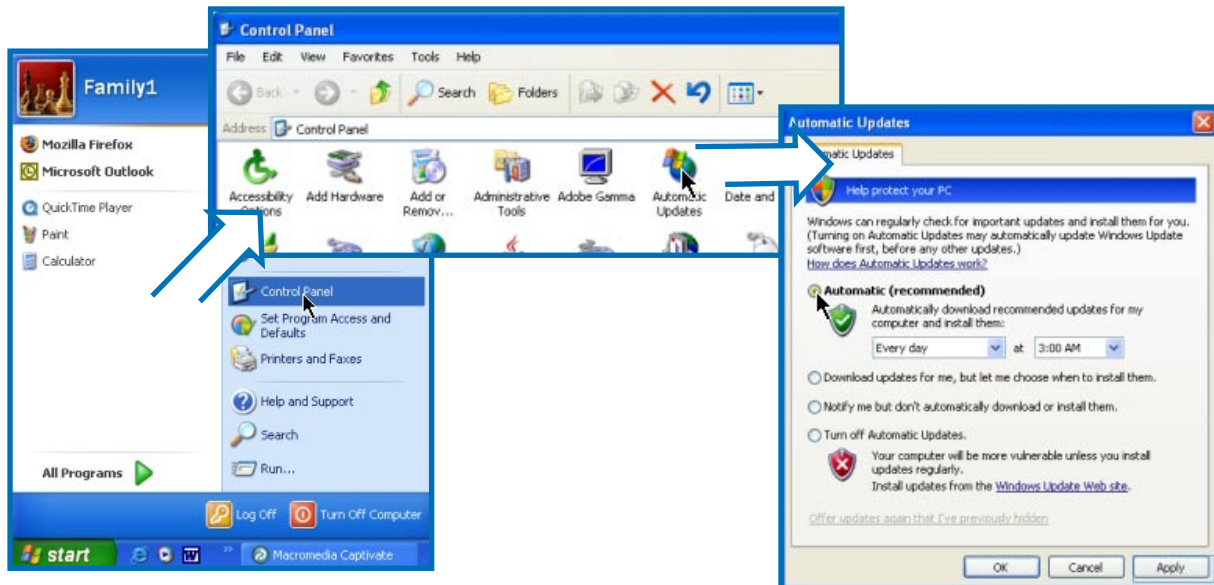 Family1
Mozilla Firefox
Microsoft Outlook
QuickTime Player
Paint
Calculator
All Programs
Control Panel
Set Program Access and
Defaults
Printers and Faxes
Help and Support
Search
Run...
Log Off
Turn Off Computer
start
Macromedia Captivate
Control Panel
File Edit View Favorites Tools Help
Back Search Folders
Address Control Panel
Accessibility Options
Add Hardware
Add or Remov...
Administrative Tools
Adobe Gamma
Automatic Updates
Date and
Automatic Updates
matic Updates
Help protect your PC
Windows can regularly check for important updates and install them for you.
(Turning on Automatic Updates may automatically update Windows Update
software first, before any other updates.)
How does Automatic Updates work?
Automatic (recommended)
Automatically download recommended updates for my
computer and install them:
Every day at 3:00 AM
Download updates for me, but let me choose when to install them.
Notify me but don't automatically download or install them.
Turn off Automatic Updates.
Your computer will be more vulnerable unless you install
updates regularly.
Install updates from the Windows Update Web site.
Offer updates again that I've previously hidden
OK Cancel Apply